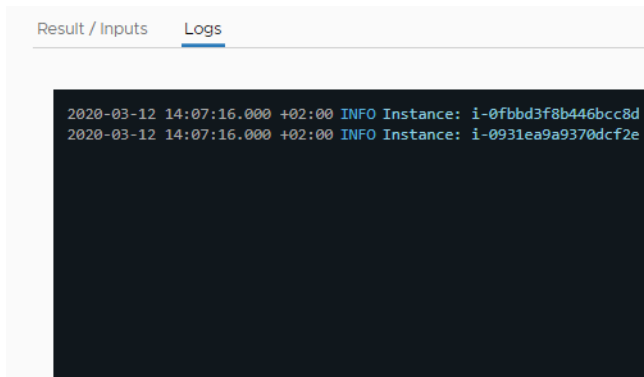 Result / Inputs Logs
2020-03-12 14:07:16.000 +02:00 INFO Instance: i-0fbbd3f8b446bcc8d
2020-03-12 14:07:16.000 +02:00 INFO Instance: i-0931ea9a9370dcf2e